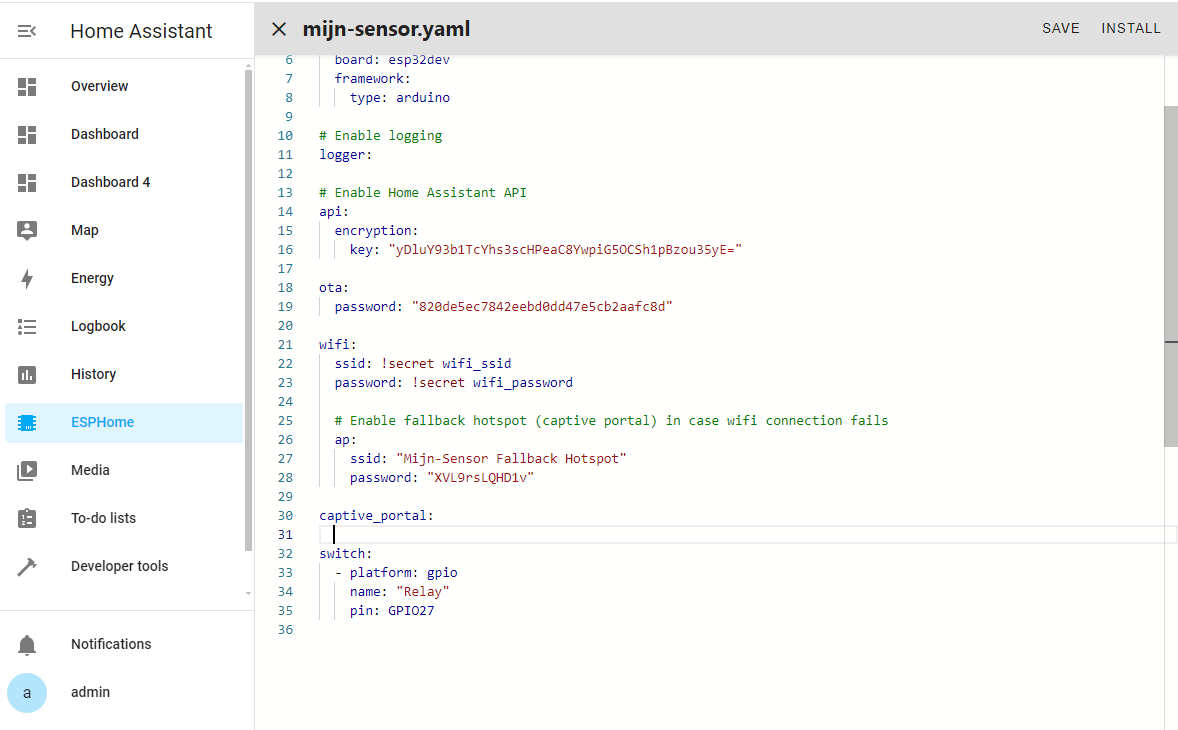 Home Assistant
Overview
Dashboard
Dashboard 4
Map
Energy
Logbook
History
ESPHome
Media
To-do lists
Developer tools
Notifications
a admin
mijn-sensor.yaml SAVE INSTALL
6 board: esp32dev
7 framework:
8 type: arduino
9
10 # Enable logging
11 logger:
12
13 # Enable Home Assistant API
14 api:
15 encryption:
16 key: "yDluY93b1TcYhs3scHPeaC8YwpiG5OCSh1pBzou35yE="
17
18 ota:
19 password: "820de5ec7842eebd0dd47e5cb2aafc8d"
20
21 wifi:
22 ssid: !secret wifi_ssid
23 password: !secret wifi_password
24
25 # Enable fallback hotspot (captive portal) in case wifi connection fails
26 ap:
27 ssid: "Mijn-Sensor Fallback Hotspot"
28 password: "XVL9rsLQHD1v"
29
30 captive_portal:
31
32 switch:
33 - platform: gpio
34 name: "Relay"
35 pin: GPIO27
36